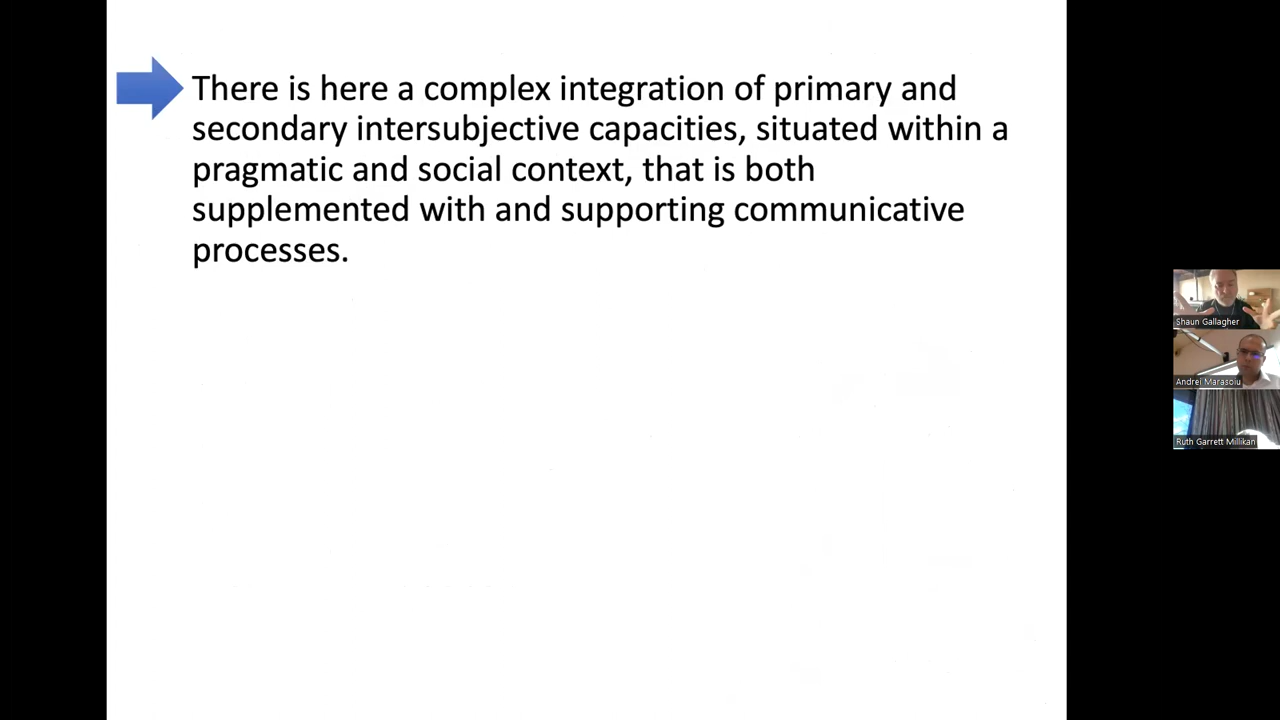 There is here a complex integration of primary and
secondary intersubjective capacities, situated within a
pragmatic and social context, that is both
supplemented with and supporting communicative
processes.
Shaun Gallagher
Andrei Marasoiu
Ruth Garrett Millikan